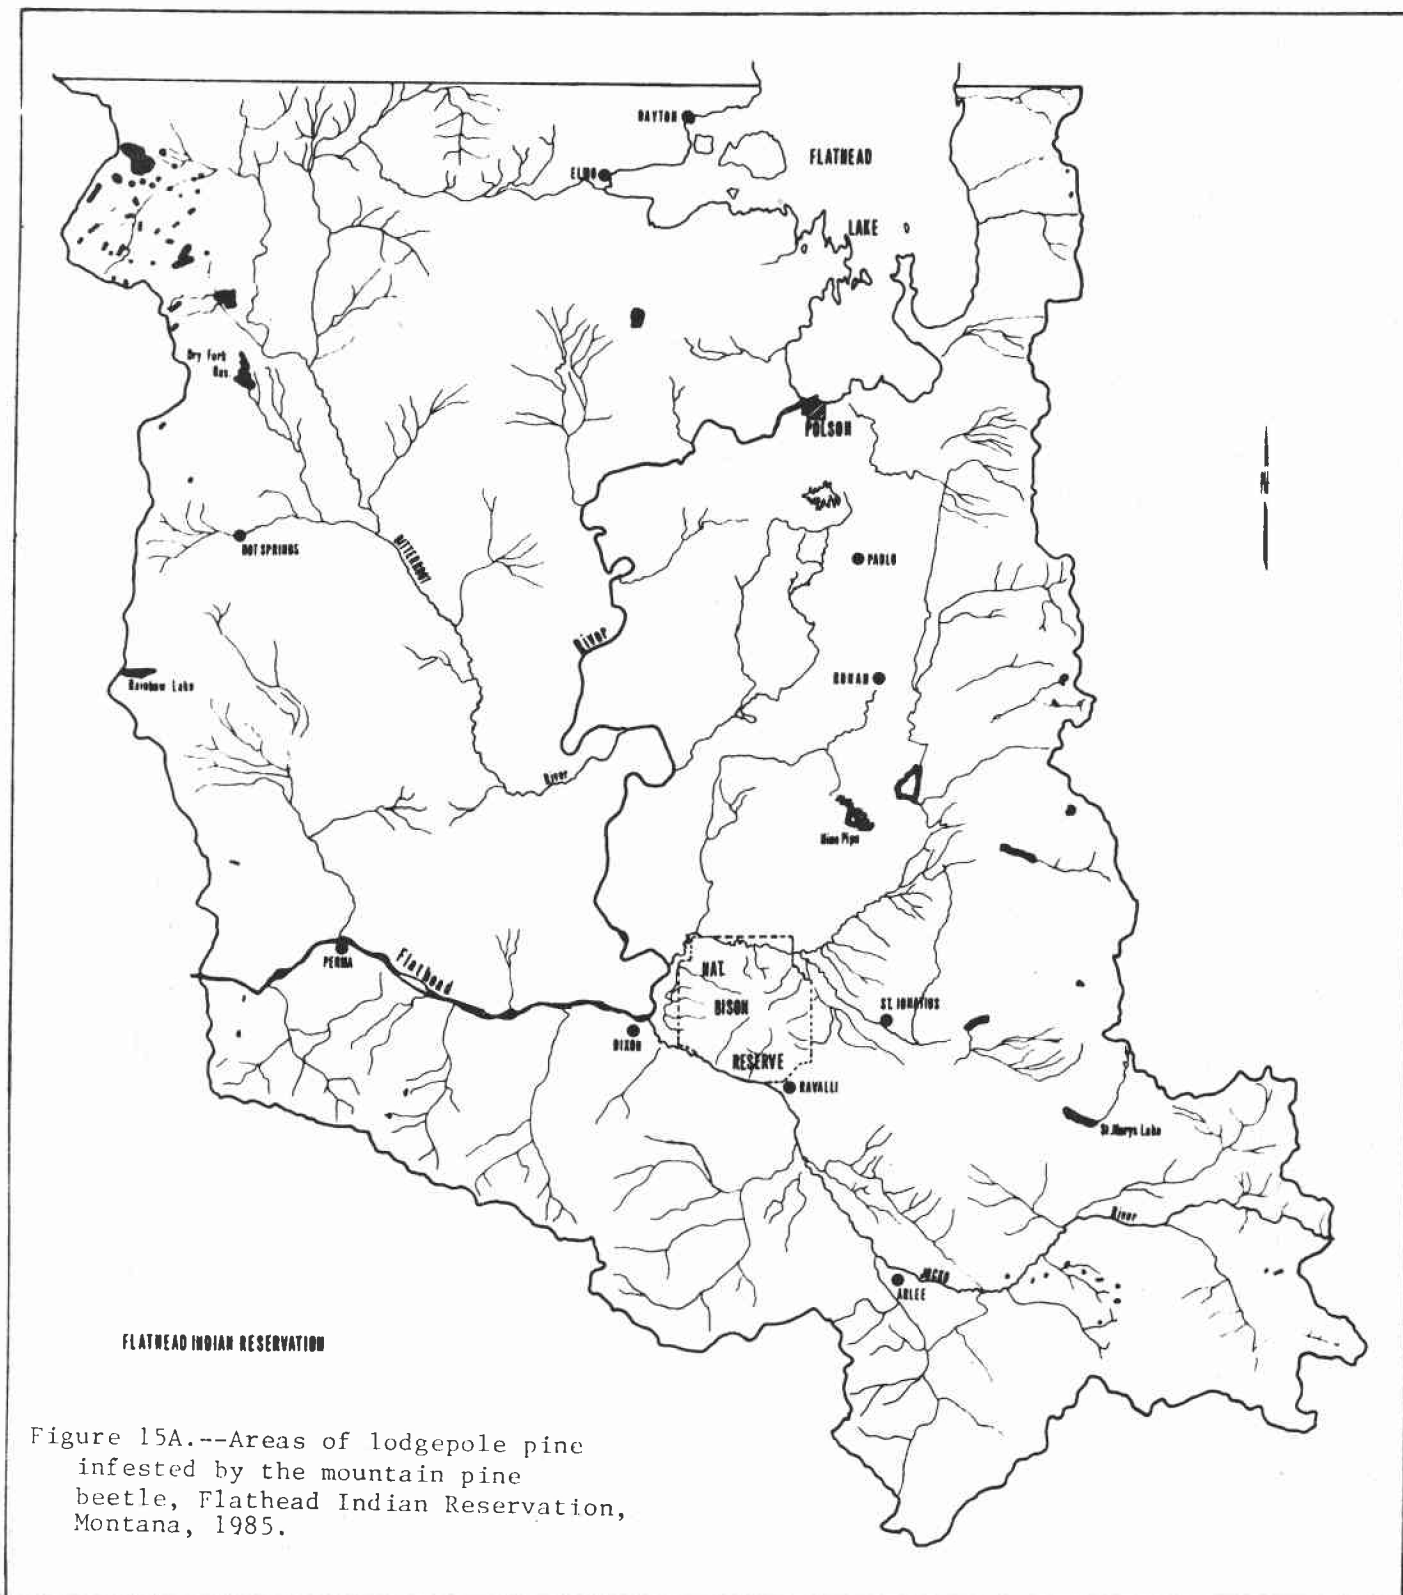 DAYTON
FLATHEAD
ELMO
LAKE
Dry Fork
Res.
POLSON
N
HOT SPRINGS
BITTERROOT
PABLO
River
Rainbow Lake
RONAN
River
Nine Pipe
PERMA
Flathead
NAT.
BISON
RESERVE
ST. IGNATIUS
DIXON
RAVALLI
St. Marys Lake
River
JOCKO
ARLEE
FLATHEAD INDIAN RESERVATION
Figure 15A.--Areas of lodgepole pine
infested by the mountain pine
beetle, Flathead Indian Reservation,
Montana, 1985.